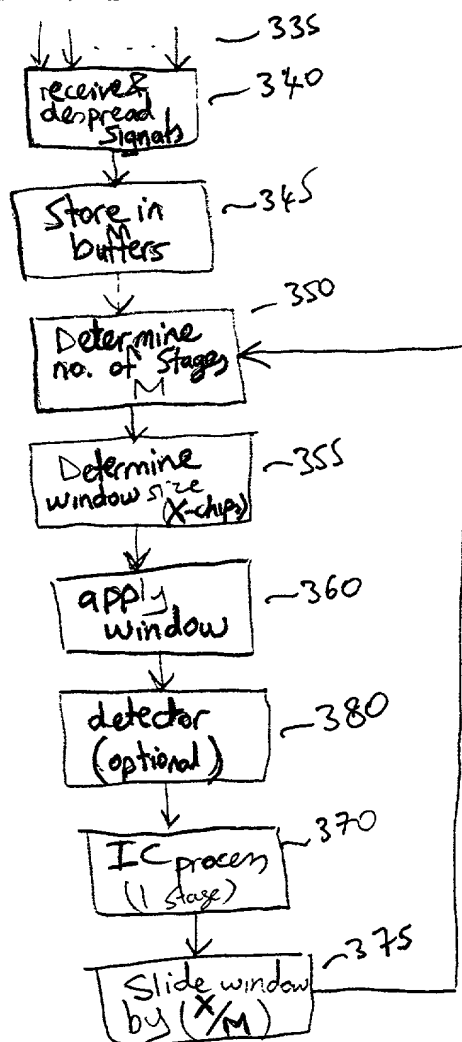 335
receive &
despread
signals
340
Store in
buffers
345
Determine
no. of Stages
M
350
Determine
window size
(X-chips)
355
apply
window
360
detector
(optional)
380
IC process
(1 stage)
370
Slide window
by (X/M)
375